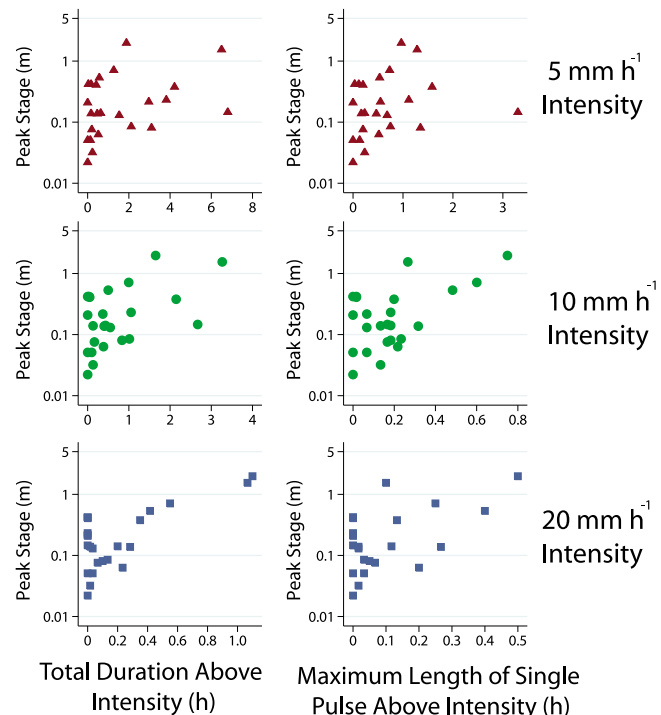 5
1
0.1
0.01
Peak Stage (m)
0 2 4 6 8
5
1
0.1
0.01
Peak Stage (m)
0 1 2 3
5 mm h-1
Intensity
5
1
0.1
0.01
Peak Stage (m)
0 1 2 3 4
5
1
0.1
0.01
Peak Stage (m)
0 0.2 0.4 0.6 0.8
10 mm h-1
Intensity
5
1
0.1
0.01
Peak Stage (m)
0 0.2 0.4 0.6 0.8 1.0
5
1
0.1
0.01
Peak Stage (m)
0 0.1 0.2 0.3 0.4 0.5
20 mm h-1
Intensity
Total Duration Above
Intensity (h)
Maximum Length of Single
Pulse Above Intensity (h)